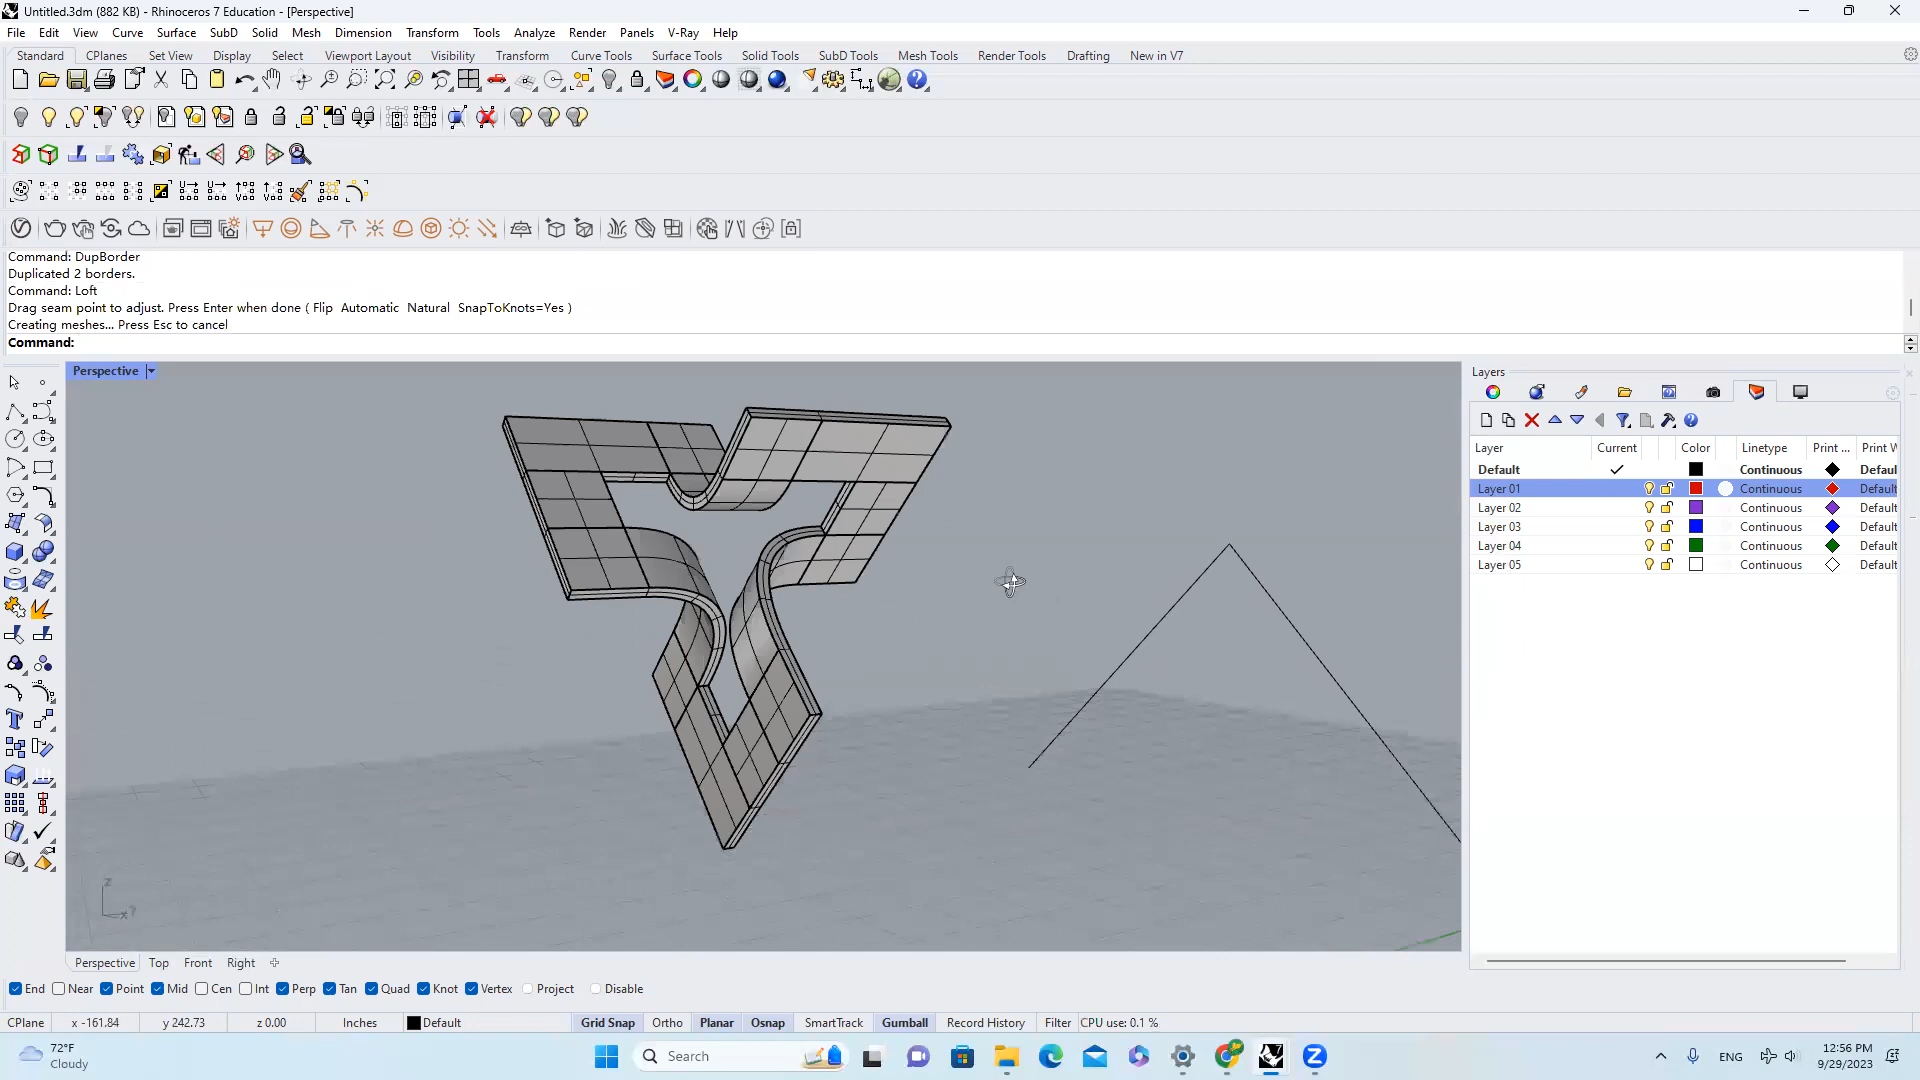 Untitled.3dm (882 KB) - Rhinoceros 7 Education - [Perspective]
File Edit View Curve Surface SubD Solid Mesh Dimension Transform Tools Analyze Render Panels V-Ray Help
Standard CPlanes Set View Display Select Viewport Layout Visibility Transform Curve Tools Surface Tools Solid Tools SubD Tools Mesh Tools Render Tools Drafting New in V7
Command: DupBorder
Duplicated 2 borders.
Command: Loft
Drag seam point to adjust. Press Enter when done ( Flip Automatic Natural SnapToKnots=Yes )
Creating meshes... Press Esc to cancel
Command:
Perspective
Layers
Layer Current Color Linetype Print ... Print W
Default Continuous Defaul
Layer 01 Continuous Default
Layer 02 Continuous Default
Layer 03 Continuous Default
Layer 04 Continuous Default
Layer 05 Continuous Default
z
x
Perspective Top Front Right
End Near Point Mid Cen Int Perp Tan Quad Knot Vertex Project Disable
CPlane x -161.84 y 242.73 z 0.00 Inches Default Grid Snap Ortho Planar Osnap SmartTrack Gumball Record History Filter CPU use: 0.1 %
72°F
Cloudy
Search
ENG
12:56 PM
9/29/2023